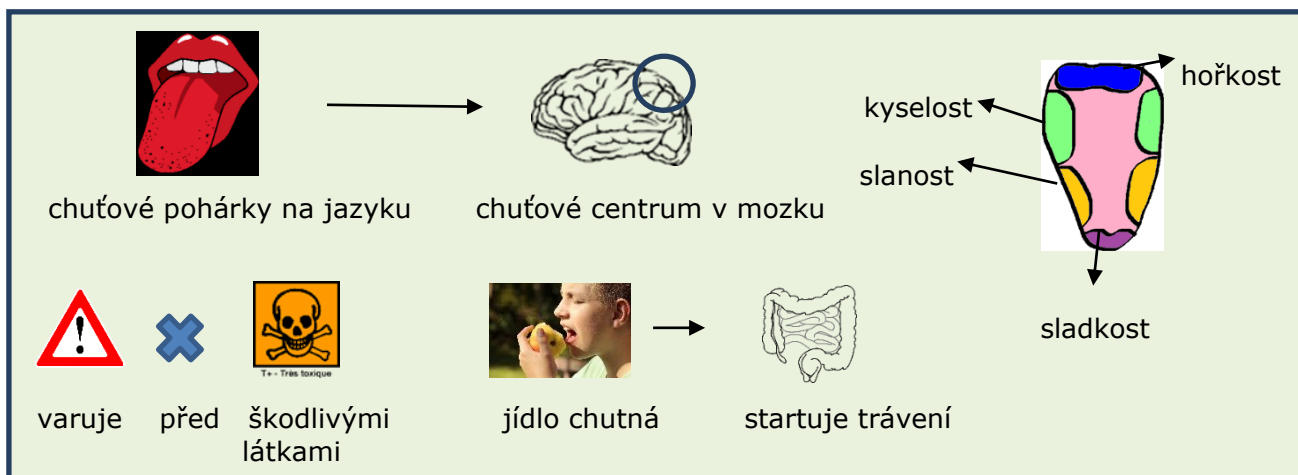 hořkost
kyselost
slanost
chuťové pohárky na jazyku
chuťové centrum v mozku
sladkost
T+ - Très toxique
varuje před škodlivými
látkami
jídlo chutná
startuje trávení